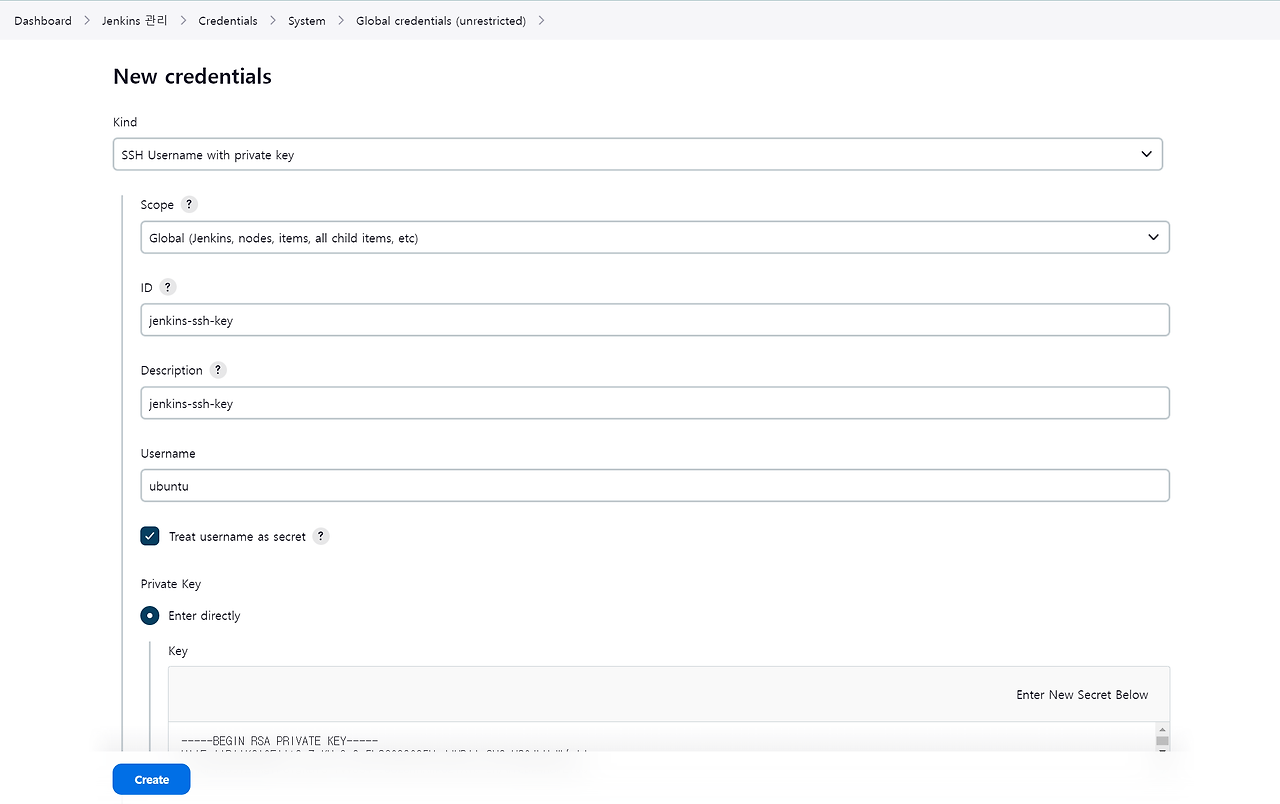 Dashboard > Jenkins 관리 > Credentials > System > Global credentials (unrestricted) >
New credentials
Kind
SSH Username with private key
Scope ?
Global (Jenkins, nodes, items, all child items, etc)
ID ?
jenkins-ssh-key
Description ?
jenkins-ssh-key
Username
ubuntu
Treat username as secret ?
Private Key
Enter directly
Key
Enter New Secret Below
-----BEGIN RSA PRIVATE KEY-----
Create